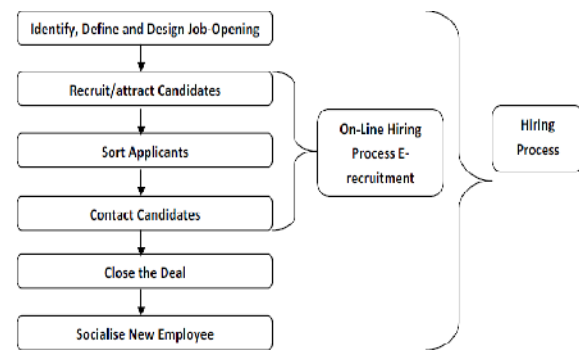 Identify, Define and Design Job-Opening
Recruit/attract Candidates
Sort Applicants
Contact Candidates
Close the Deal
Socialise New Employee
On-Line Hiring
Process E-
recruitment
Hiring
Process